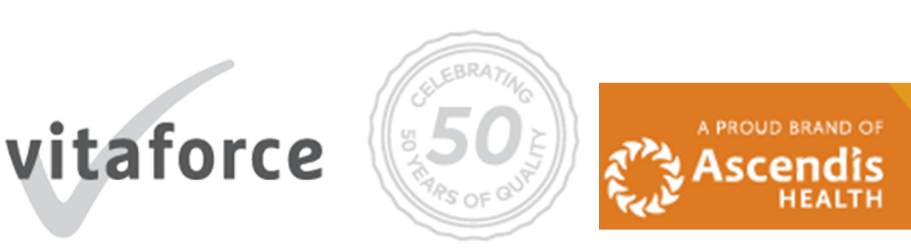 vitaforce
CELEBRATING
50
50 YEARS OF QUALITY
A PROUD BRAND OF
Ascendis
HEALTH